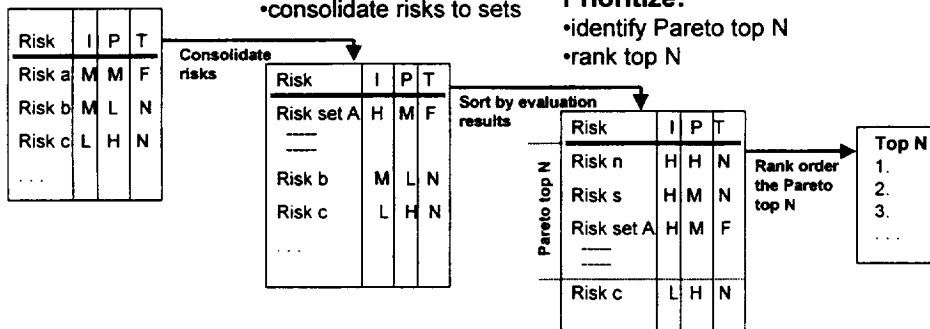 •consolidate risks to sets
Prioritize:
•identify Pareto top N
•rank top N
Risk I P T
Risk a M M F
Risk b M L N
Risk c L H N
. . .
Consolidate
risks
Risk I P T
Risk set A H M F
Risk b M L N
Risk c L H N
. . .
Sort by evaluation
results
Pareto top N
Risk I P T
Risk n H H N
Risk s H M N
Risk set A H M F
Risk c L H N
Rank order
the Pareto
top N
Top N
1.
2.
3.
. . .